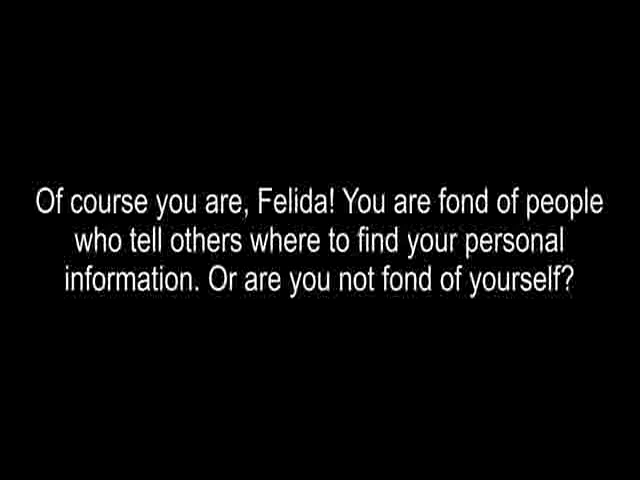 Of course you are, Felida! You are fond of people
who tell others where to find your personal
information. Or are you not fond of yourself?